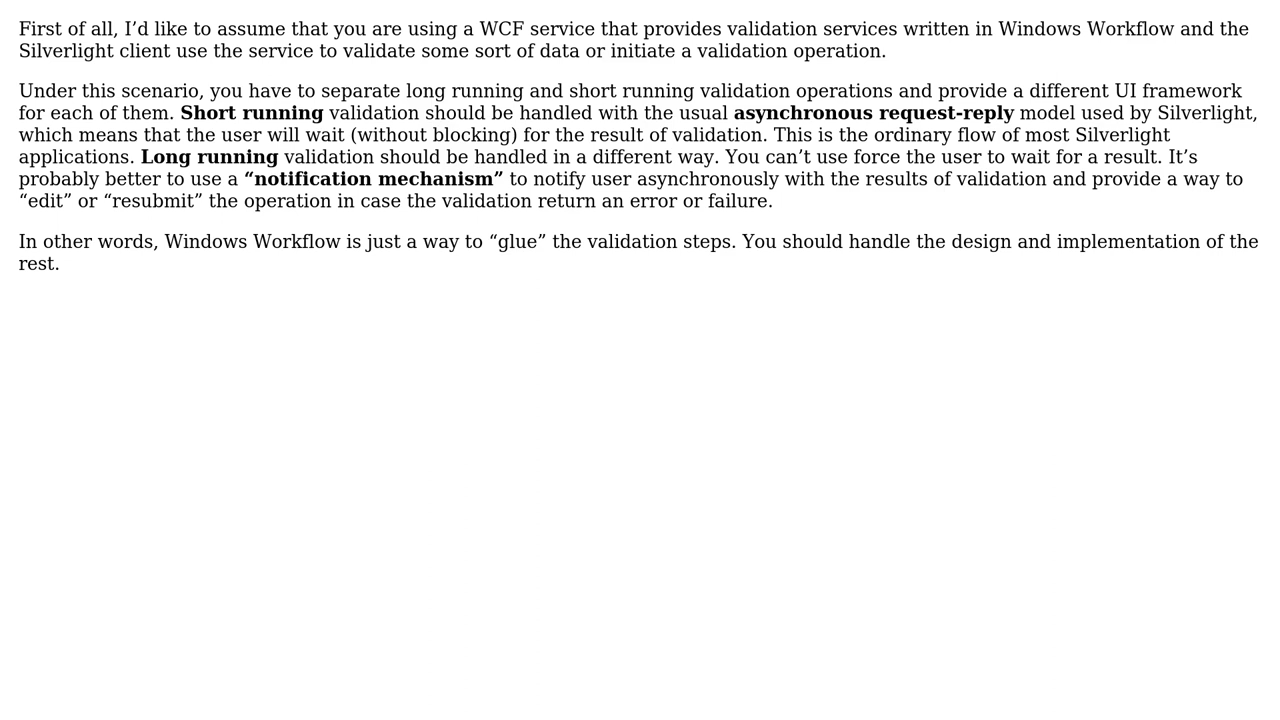 First of all, I’d like to assume that you are using a WCF service that provides validation services written in Windows Workflow and the
Silverlight client use the service to validate some sort of data or initiate a validation operation.
Under this scenario, you have to separate long running and short running validation operations and provide a different UI framework
for each of them. Short running validation should be handled with the usual asynchronous request-reply model used by Silverlight,
which means that the user will wait (without blocking) for the result of validation. This is the ordinary flow of most Silverlight
applications. Long running validation should be handled in a different way. You can’t use force the user to wait for a result. It’s
probably better to use a “notification mechanism” to notify user asynchronously with the results of validation and provide a way to
“edit” or “resubmit” the operation in case the validation return an error or failure.
In other words, Windows Workflow is just a way to “glue” the validation steps. You should handle the design and implementation of the
rest.